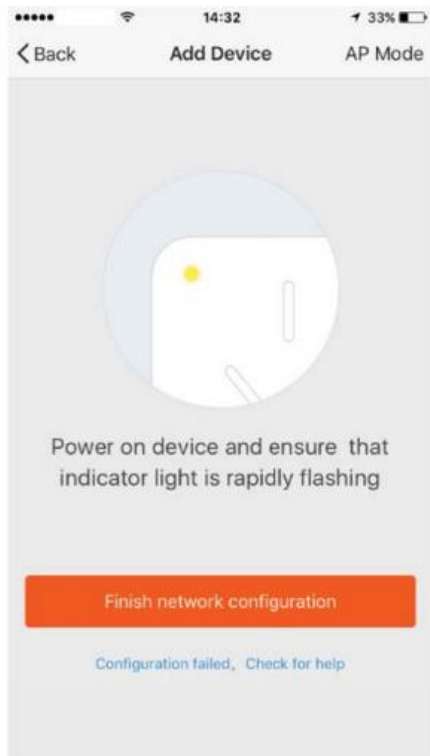 14:32
33%
Back
Add Device
AP Mode
Power on device and ensure that
indicator light is rapidly flashing
Finish network configuration
Configuration failed, Check for help